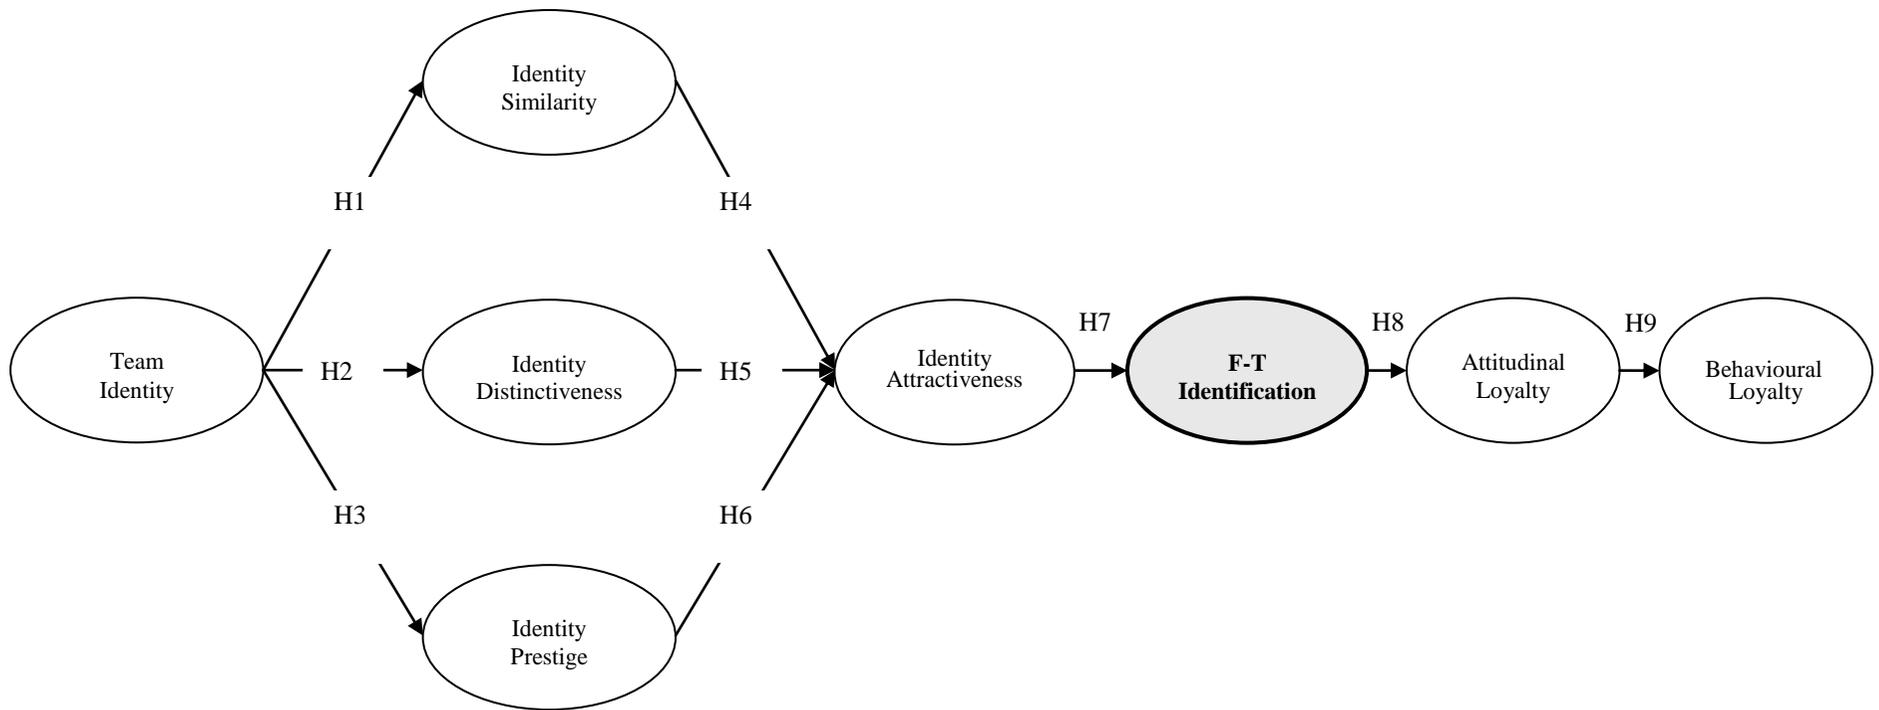 Identity
Similarity
H1
H4
Team
Identity
H2
Identity
Distinctiveness
H5
Identity
Attractiveness
H7
F-T
Identification
H8
Attitudinal
Loyalty
H9
Behavioural
Loyalty
H3
H6
Identity
Prestige